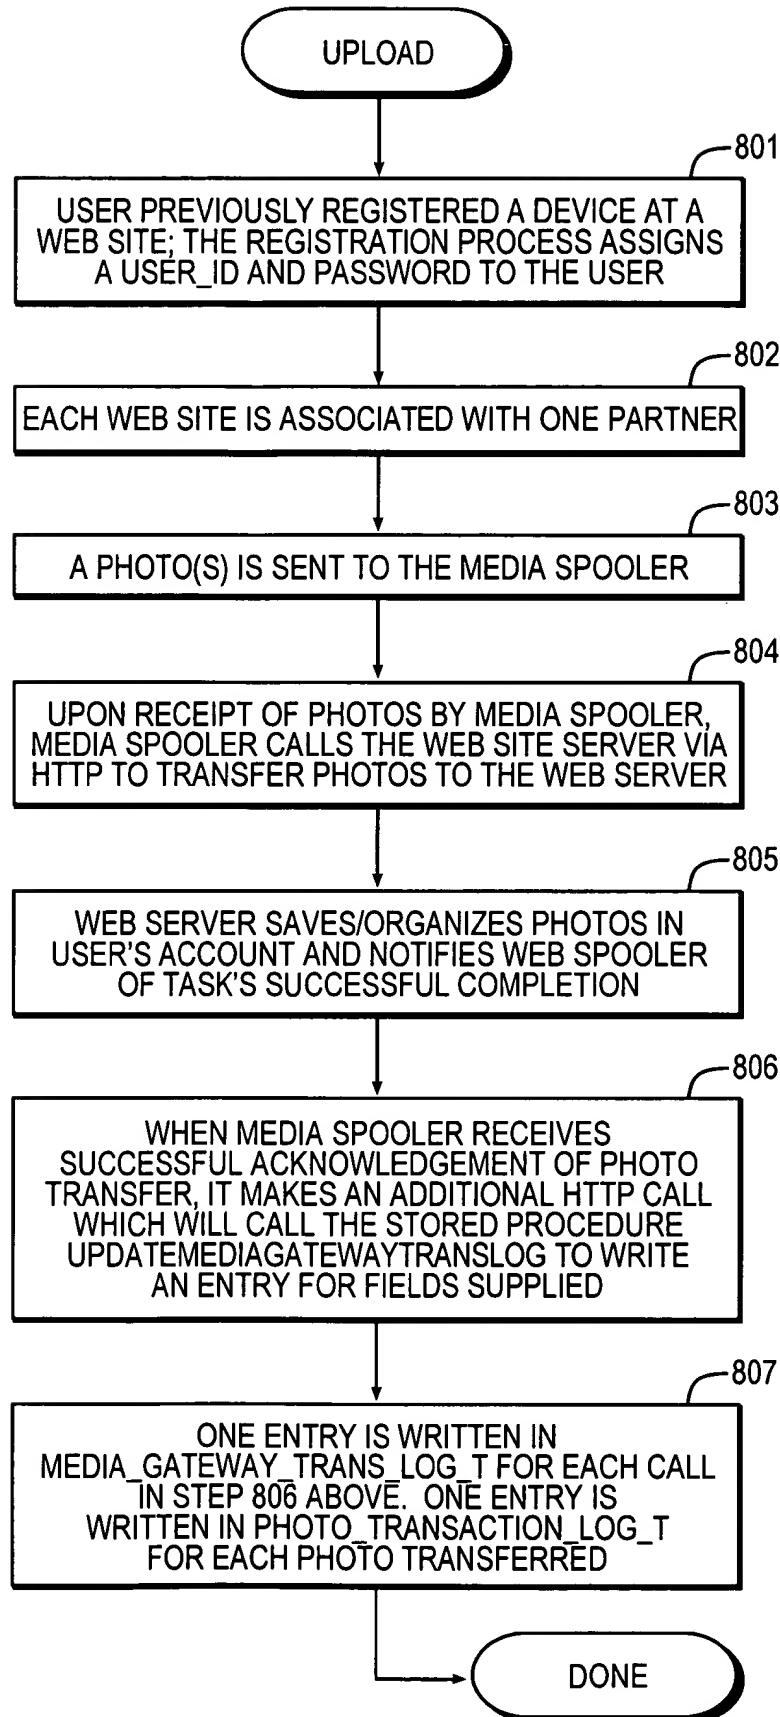 UPLOAD
801
USER PREVIOUSLY REGISTERED A DEVICE AT A
WEB SITE; THE REGISTRATION PROCESS ASSIGNS
A USER_ID AND PASSWORD TO THE USER
802
EACH WEB SITE IS ASSOCIATED WITH ONE PARTNER
803
A PHOTO(S) IS SENT TO THE MEDIA SPOOLER
804
UPON RECEIPT OF PHOTOS BY MEDIA SPOOLER,
MEDIA SPOOLER CALLS THE WEB SITE SERVER VIA
HTTP TO TRANSFER PHOTOS TO THE WEB SERVER
805
WEB SERVER SAVES/ORGANIZES PHOTOS IN
USER'S ACCOUNT AND NOTIFIES WEB SPOOLER
OF TASK'S SUCCESSFUL COMPLETION
806
WHEN MEDIA SPOOLER RECEIVES
SUCCESSFUL ACKNOWLEDGEMENT OF PHOTO
TRANSFER, IT MAKES AN ADDITIONAL HTTP CALL
WHICH WILL CALL THE STORED PROCEDURE
UPDATEMEDIAGATEWAYTRANSLOG TO WRITE
AN ENTRY FOR FIELDS SUPPLIED
807
ONE ENTRY IS WRITTEN IN
MEDIA_GATEWAY_TRANS_LOG_T FOR EACH CALL
IN STEP 806 ABOVE. ONE ENTRY IS
WRITTEN IN PHOTO_TRANSACTION_LOG_T
FOR EACH PHOTO TRANSFERRED
DONE